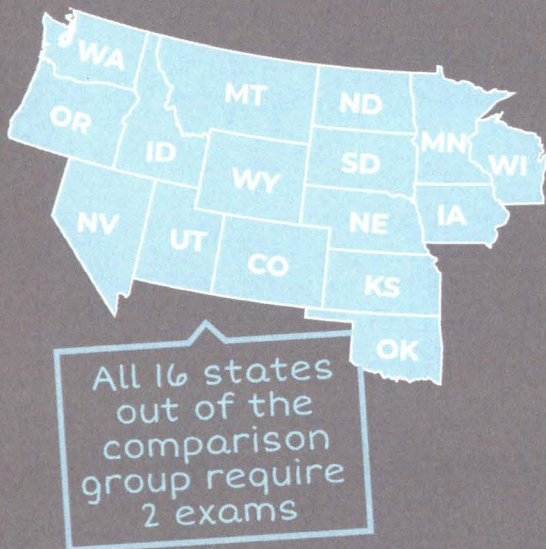 WA
MT
ND
MN
OR
ID
SD
WI
WY
NV
UT
NE
IA
CO
KS
OK
All 16 states
out of the
comparison
group require
2 exams